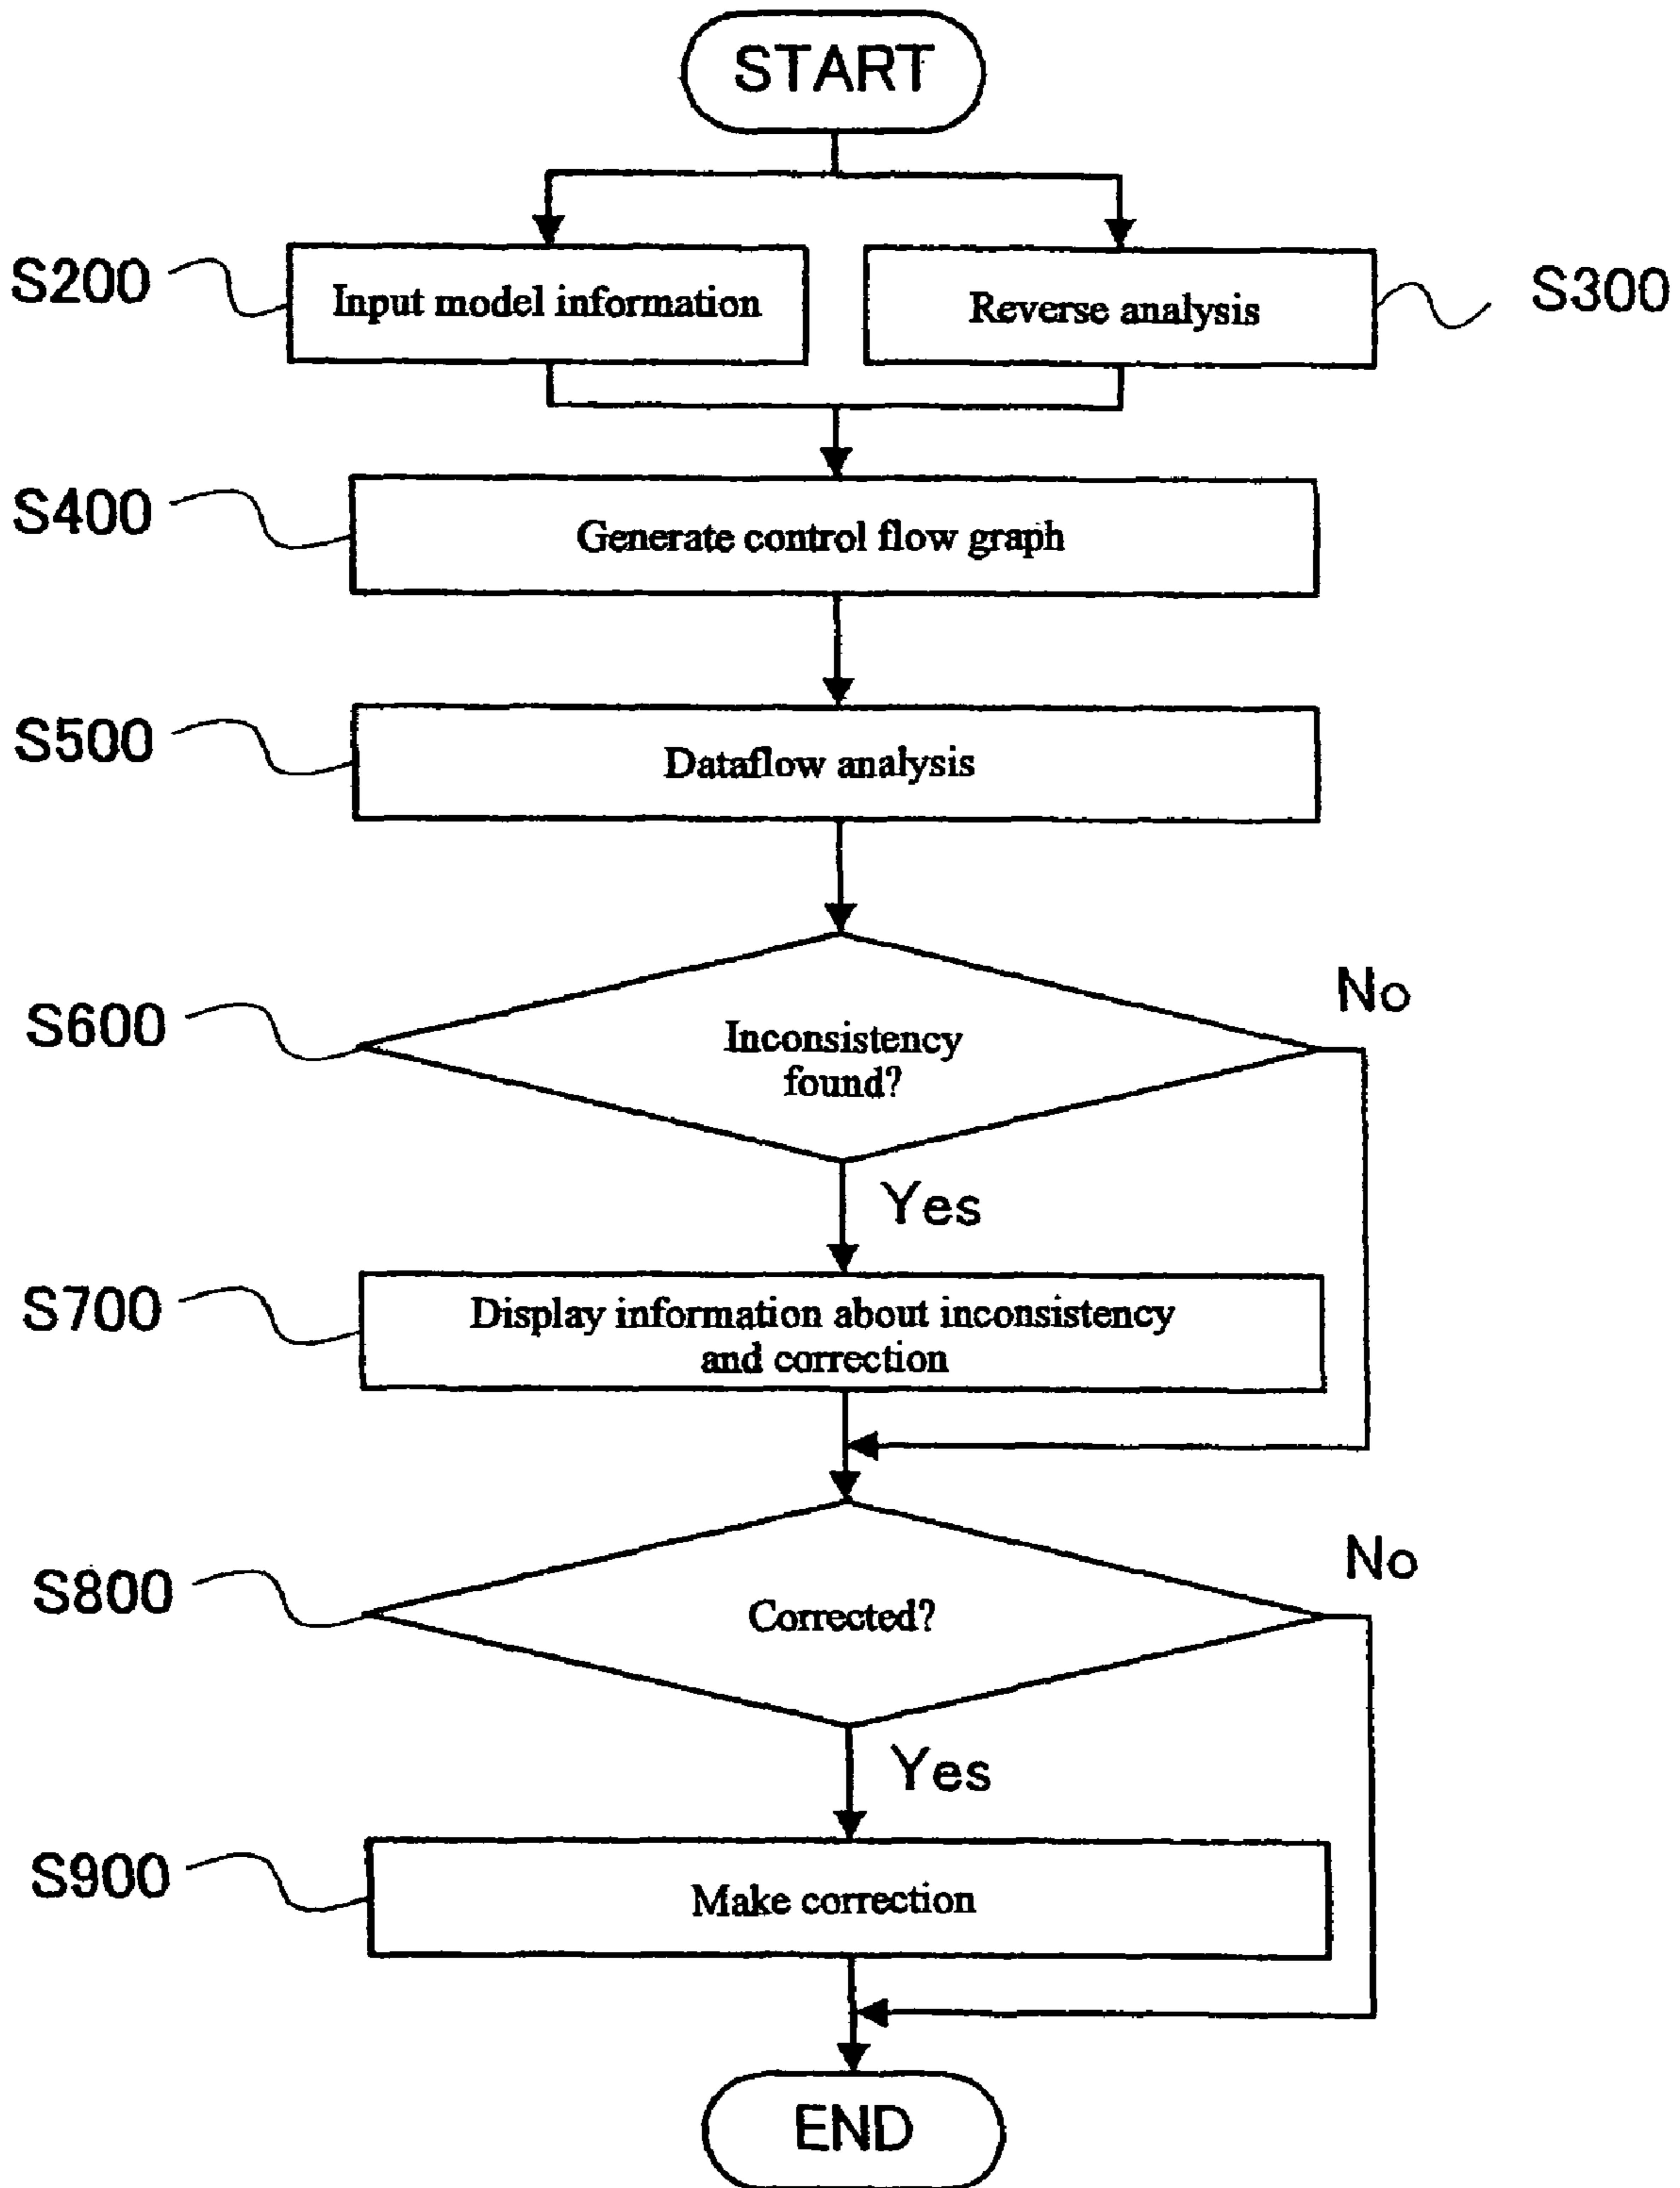 START
S200
Input model information
Reverse analysis
S300
S400
Generate control flow graph
S500
Dataflow analysis
S600
Inconsistency
found?
No
Yes
S700
Display information about inconsistency
and correction
S800
Corrected?
No
Yes
S900
Make correction
END